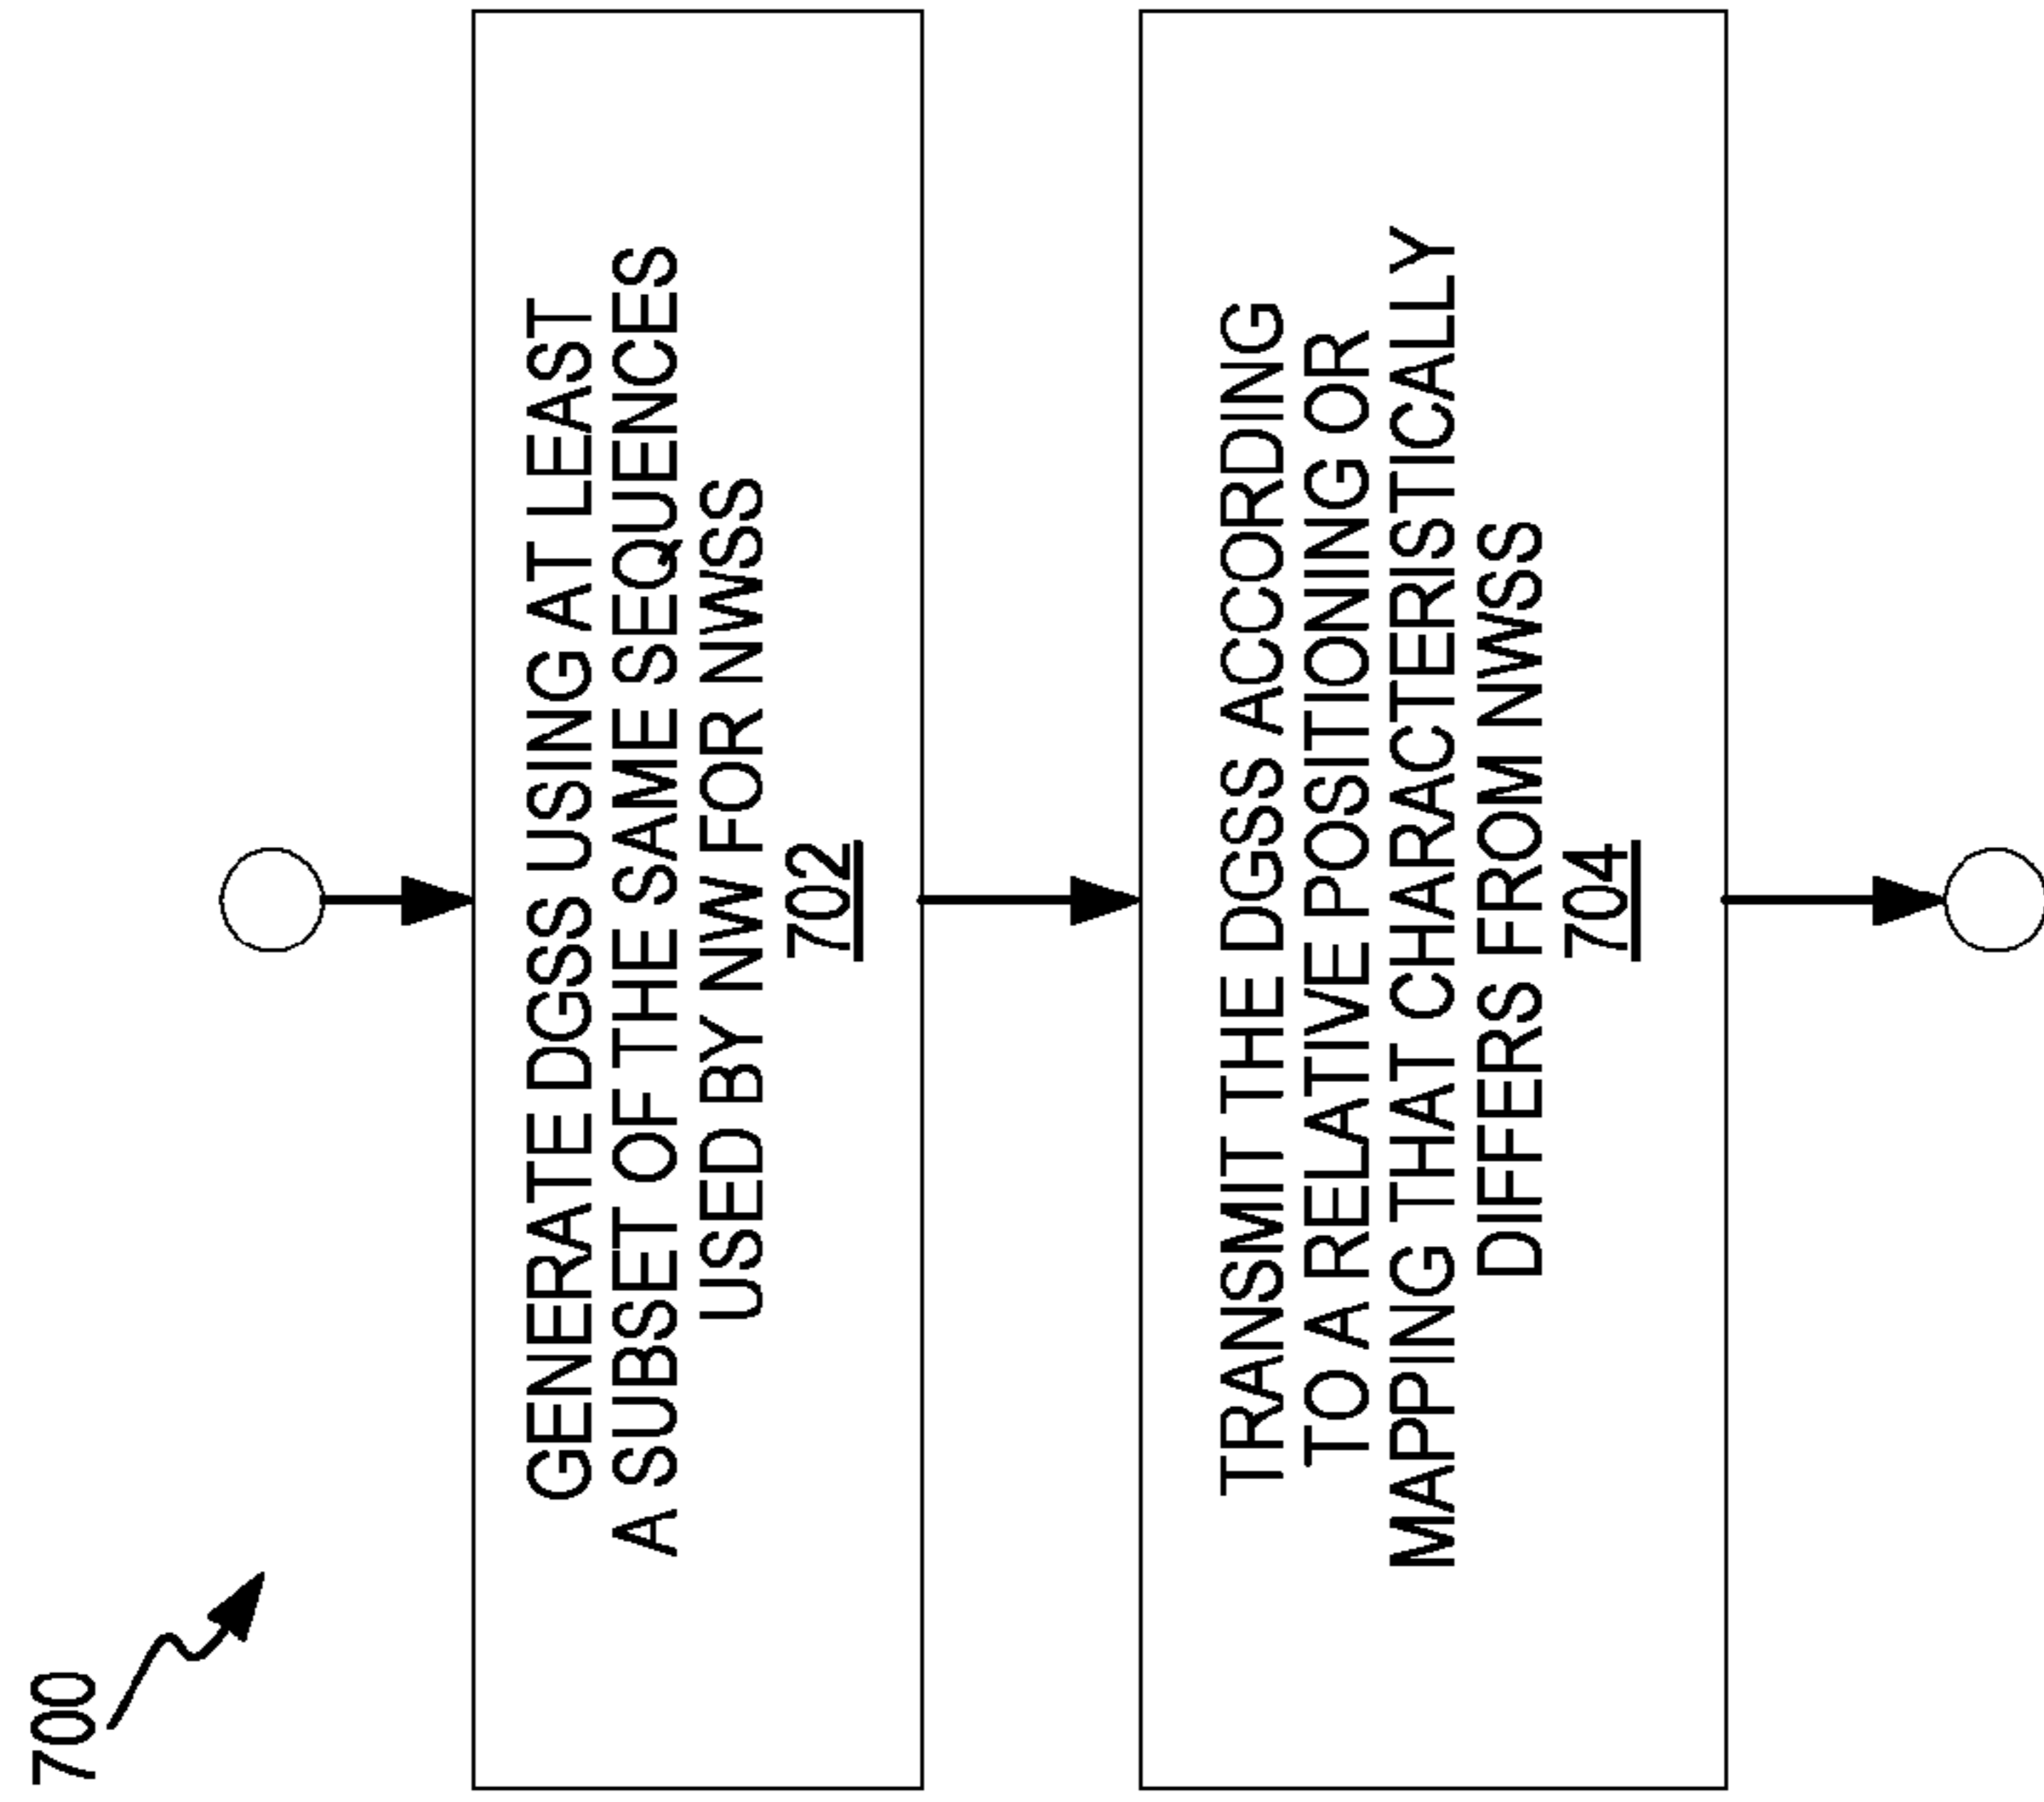 700
GENERATE DGSS USING AT LEAST
A SUBSET OF THE SAME SEQUENCES
USED BY NW FOR NWSS
702
TRANSMIT THE DGSS ACCORDING
TO A RELATIVE POSITIONING OR
MAPPING THAT CHARACTERISTICALLY
DIFFERS FROM NWSS
704